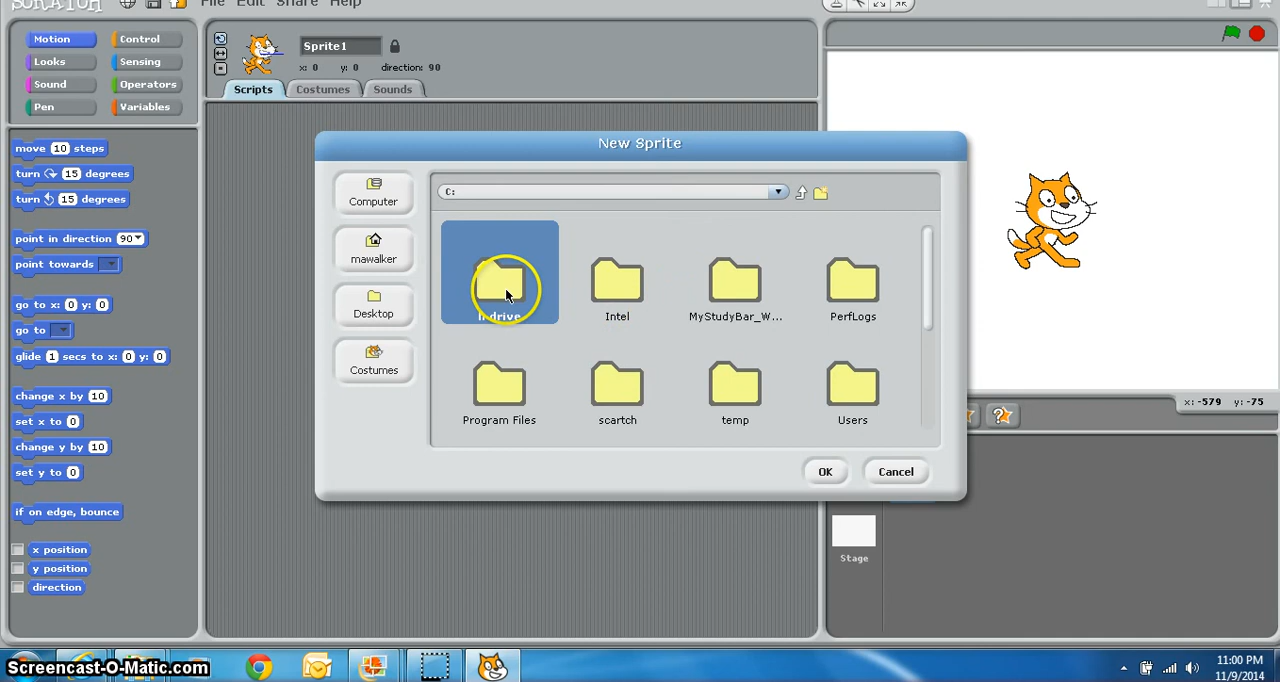 SCRATCH
File Edit Share Help
Motion Control
Looks Sensing
Sound Operators
Pen Variables
Sprite1
x: 0 y: 0 direction: 90
Scripts Costumes Sounds
move 10 steps
turn 15 degrees
turn 15 degrees
point in direction 90
point towards
go to x: 0 y: 0
go to
glide 1 secs to x: 0 y: 0
change x by 10
set x to 0
change y by 10
set y to 0
if on edge, bounce
x position
y position
direction
New Sprite
Computer
mawalker
Desktop
Costumes
C:
drive Intel MyStudyBar_W... PerfLogs
Program Files scartch temp Users
OK Cancel
x: -579 y: -75
Stage
Screencast-O-Matic.com
11:00 PM
11/9/2014